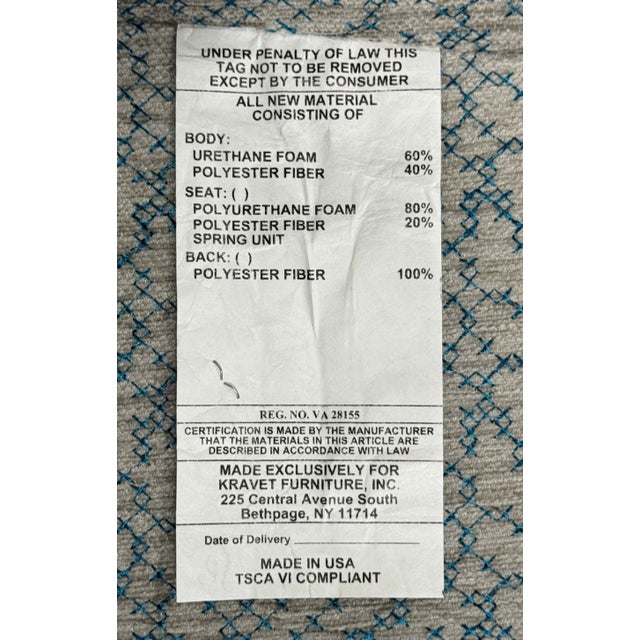 UNDER PENALTY OF LAW THIS
TAG NOT TO BE REMOVED
EXCEPT BY THE CONSUMER
ALL NEW MATERIAL
CONSISTING OF
BODY:
URETHANE FOAM 60%
POLYESTER FIBER 40%
SEAT: ( )
POLYURETHANE FOAM 80%
POLYESTER FIBER 20%
SPRING UNIT
BACK: ( )
POLYESTER FIBER 100%
REG. NO. VA 28155
CERTIFICATION IS MADE BY THE MANUFACTURER
THAT THE MATERIALS IN THIS ARTICLE ARE
DESCRIBED IN ACCORDANCE WITH LAW
MADE EXCLUSIVELY FOR
KRAVET FURNITURE, INC.
225 Central Avenue South
Bethpage, NY 11714
Date of Delivery
MADE IN USA
TSCA VI COMPLIANT